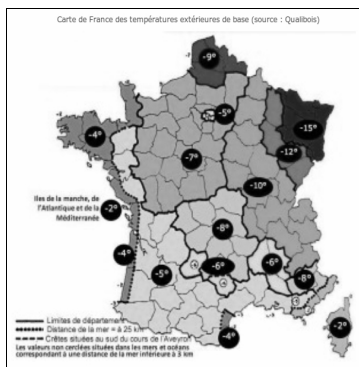 Carte de France des températures extérieures de base (source : Qualibois)
-9°
-5°
-15°
-4°
-12°
-7°
-10°
Iles de la manche, de
l'Atlantique et de la
Méditerranée
-2°
-8°
-4°
-5°
-6°
-6°
-8°
-4°
-2°
Limites de département
Distance de la mer = à 25 km
Crêtes situées au sud du cours de l'Aveyron
Les valeurs non cerclées situées dans les mers et océans
correspondant à une distance de la mer inférieure à 3 km